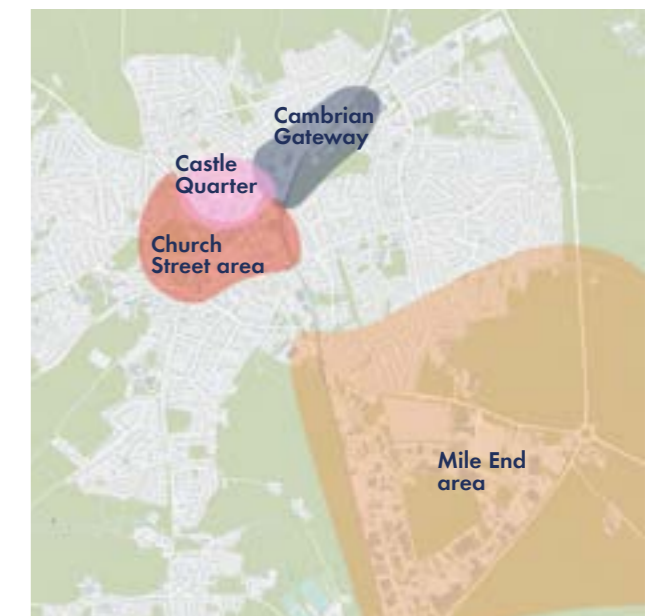 Cambrian
Gateway
Castle
Quarter
Church
Street area
Mile End
area